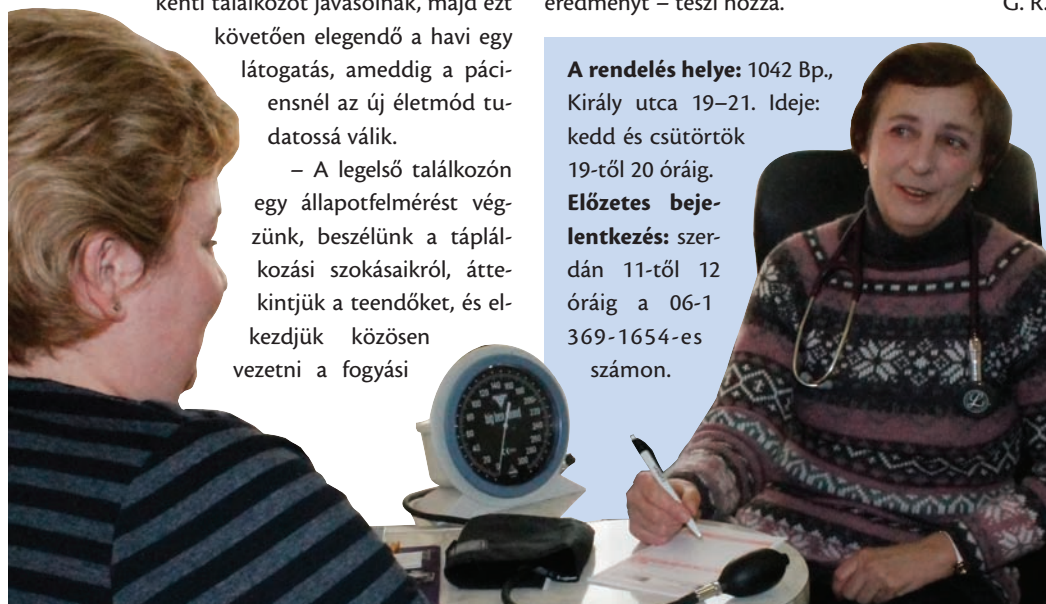 kenti találkozót javasolnak, majd ezt
követően elegendő a havi egy
látogatás, ameddig a páci-
ensnél az új életmód tu-
datossá válik.
– A legelső találkozón
egy állapotfelmérést vég-
zünk, beszélünk a táplál-
kozási szokásaikról, átte-
kintjük a teendőket, és el-
kezdjük közösen
vezetni a fogyási
eredményt – teszi hozzá.
G. R.
A rendelés helye: 1042 Bp.,
Király utca 19–21. Ideje:
kedd és csütörtök
19-től 20 óráig.
Előzetes beje-
lentkezés: szer-
dán 11-től 12
óráig a 06-1
369-1654-es
számon.